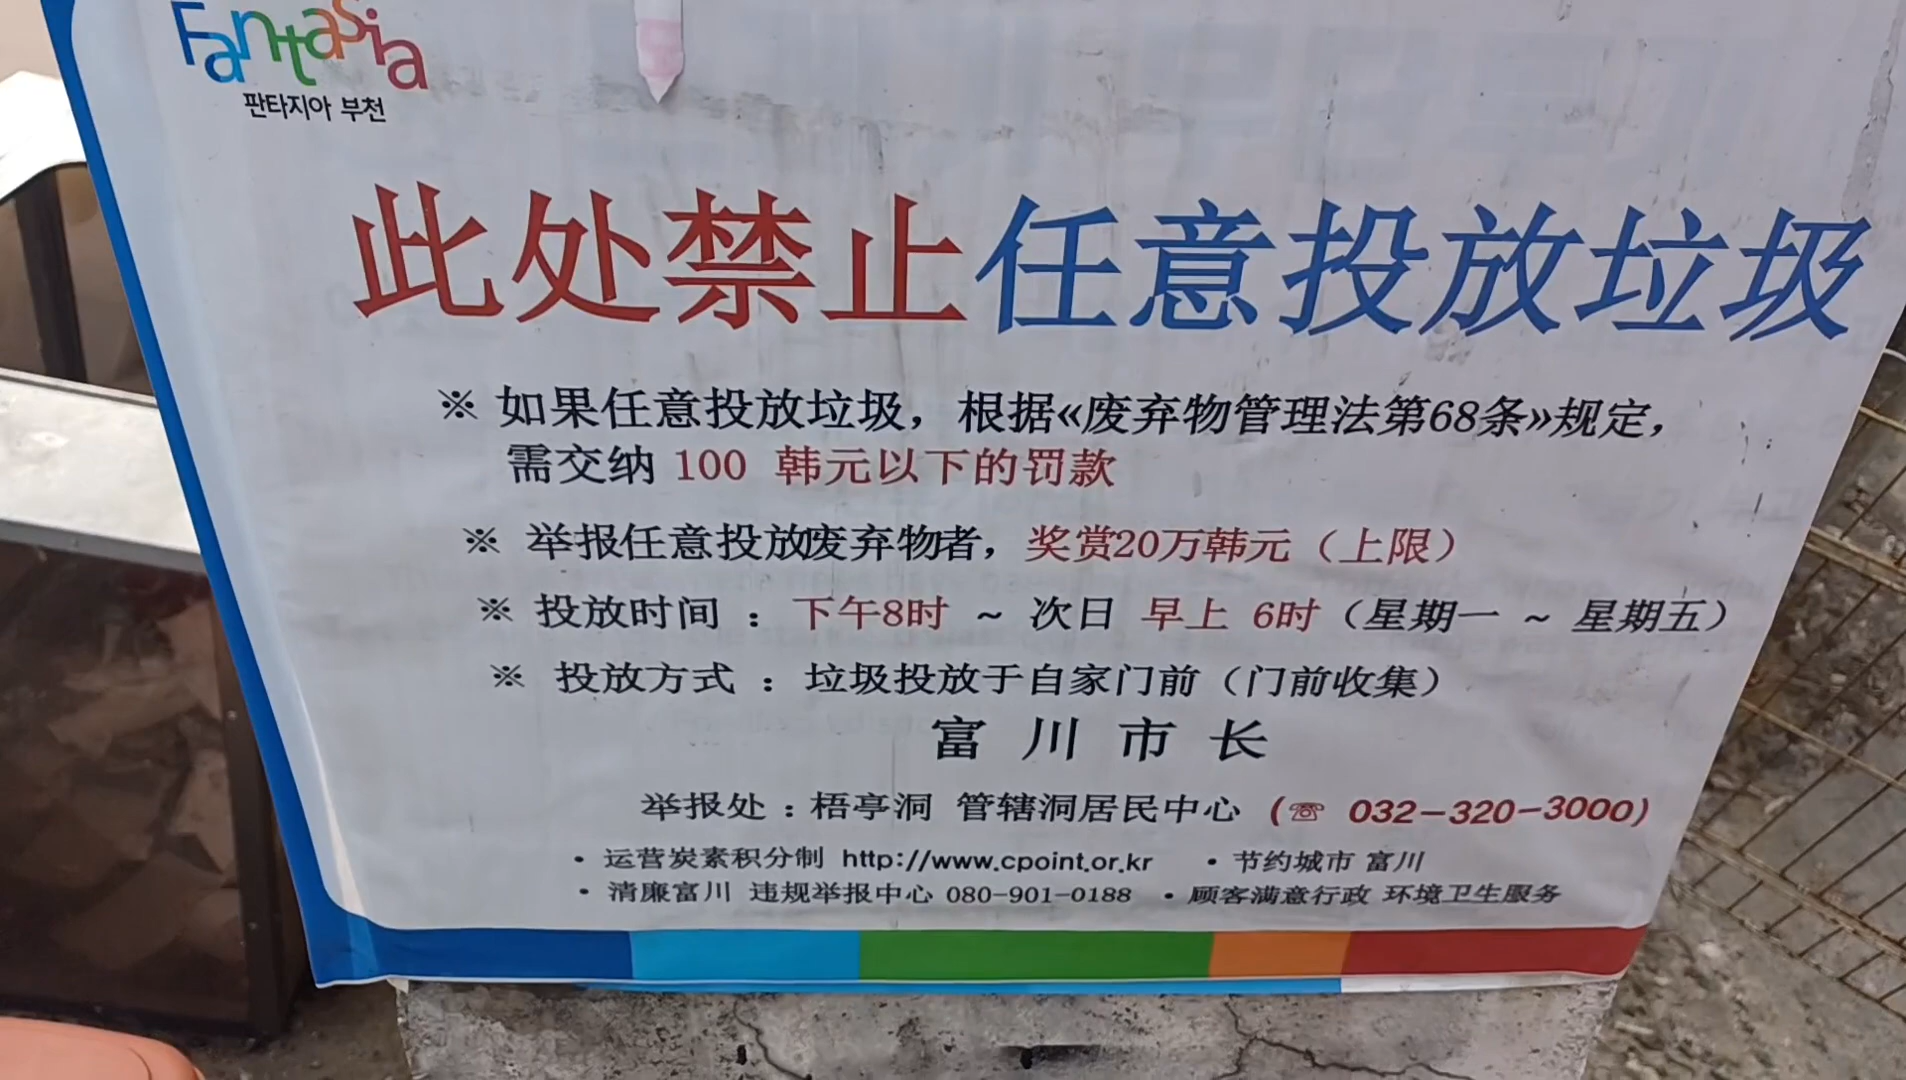 Fantasia
판타지아 부천
此处禁止任意投放垃圾
※ 如果任意投放垃圾，根据«废弃物管理法第68条»规定，
需交纳 100 韩元以下的罚款
※ 举报任意投放废弃物者，奖赏20万韩元（上限）
※ 投放时间 : 下午8时 ~ 次日 早上 6时（星期一 ~ 星期五）
※ 投放方式 : 垃圾投放于自家门前（门前收集）
富 川 市 长
举报处 : 梧亭洞 管辖洞居民中心 (☏ 032-320-3000)
· 运营炭素积分制 http://www.cpoint.or.kr · 节约城市 富川
· 清廉富川 违规举报中心 080-901-0188 · 顾客满意行政 环境卫生服务